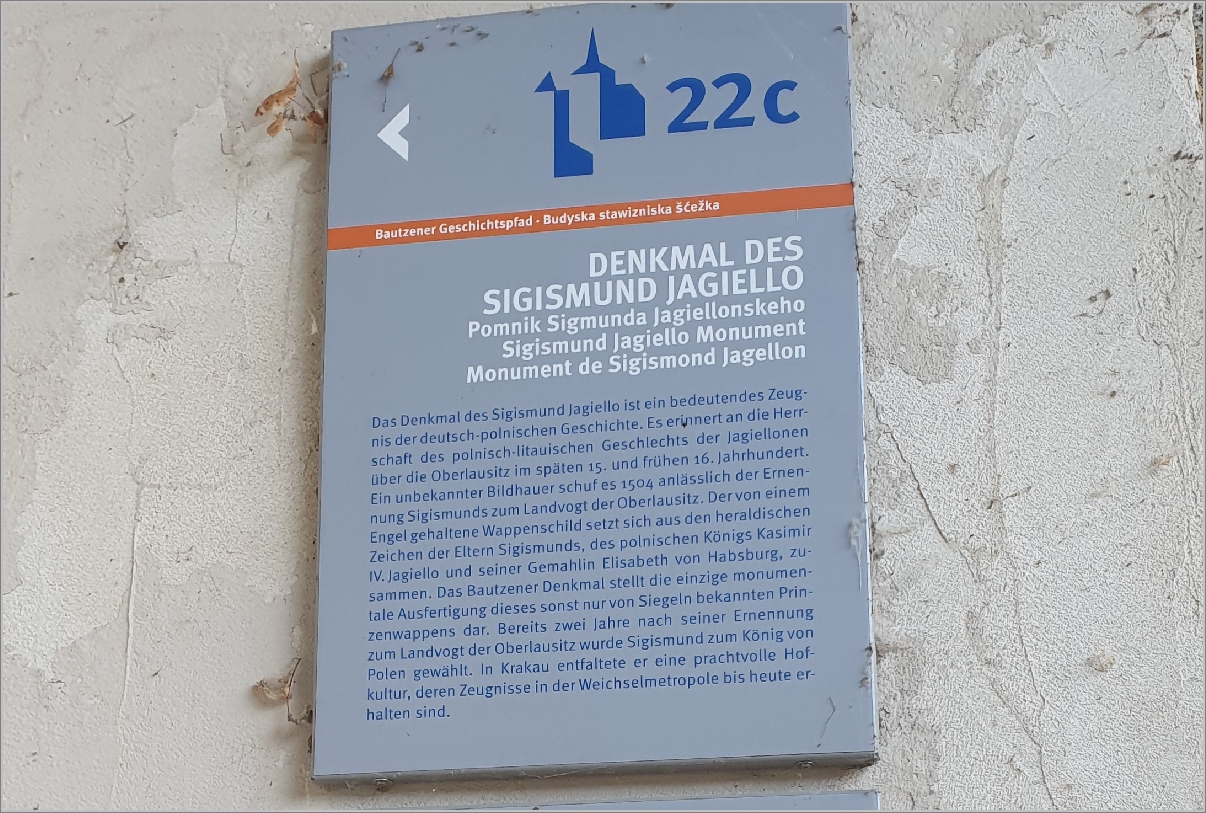 22c
Bautzener Geschichtspfad - Budyska stawizniska šćežka
DENKMAL DES
SIGISMUND JAGIELLO
Pomnik Sigmunda Jagiellonskeho
Sigismund Jagiello Monument
Monument de Sigismond Jagellon
Das Denkmal des Sigismund Jagiello ist ein bedeutendes Zeug-
nis der deutsch-polnischen Geschichte. Es erinnert an die Herr-
schaft des polnisch-litauischen Geschlechts der Jagiellonen
über die Oberlausitz im späten 15. und frühen 16. Jahrhundert.
Ein unbekannter Bildhauer schuf es 1504 anlässlich der Ernen-
nung Sigismunds zum Landvogt der Oberlausitz. Der von einem
Engel gehaltene Wappenschild setzt sich aus den heraldischen
Zeichen der Eltern Sigismunds, des polnischen Königs Kasimir
IV. Jagiello und seiner Gemahlin Elisabeth von Habsburg, zu-
sammen. Das Bautzener Denkmal stellt die einzige monumen-
tale Ausfertigung dieses sonst nur von Siegeln bekannten Prin-
zenwappens dar. Bereits zwei Jahre nach seiner Ernennung
zum Landvogt der Oberlausitz wurde Sigismund zum König von
Polen gewählt. In Krakau entfaltete er eine prachtvolle Hof-
kultur, deren Zeugnisse in der Weichselmetropole bis heute er-
halten sind.